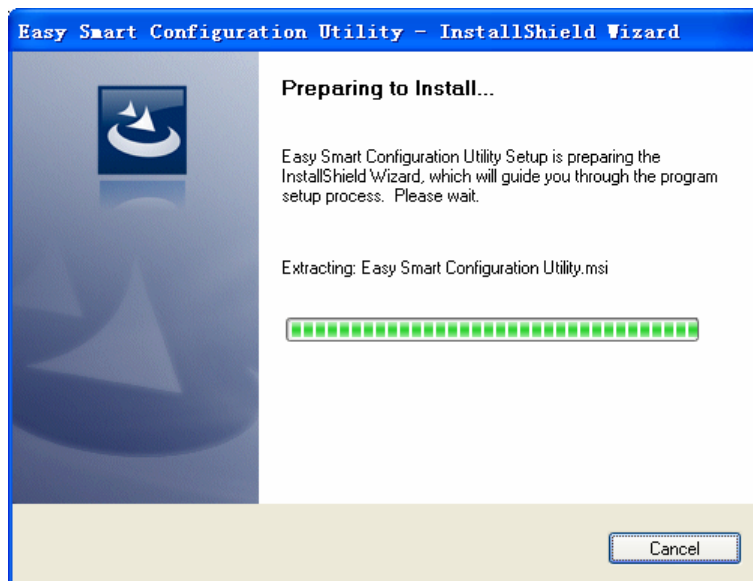 Easy Smart Configuration Utility - InstallShield Wizard
Preparing to Install...
Easy Smart Configuration Utility Setup is preparing the
InstallShield Wizard, which will guide you through the program
setup process.  Please wait.
Extracting: Easy Smart Configuration Utility.msi
Cancel